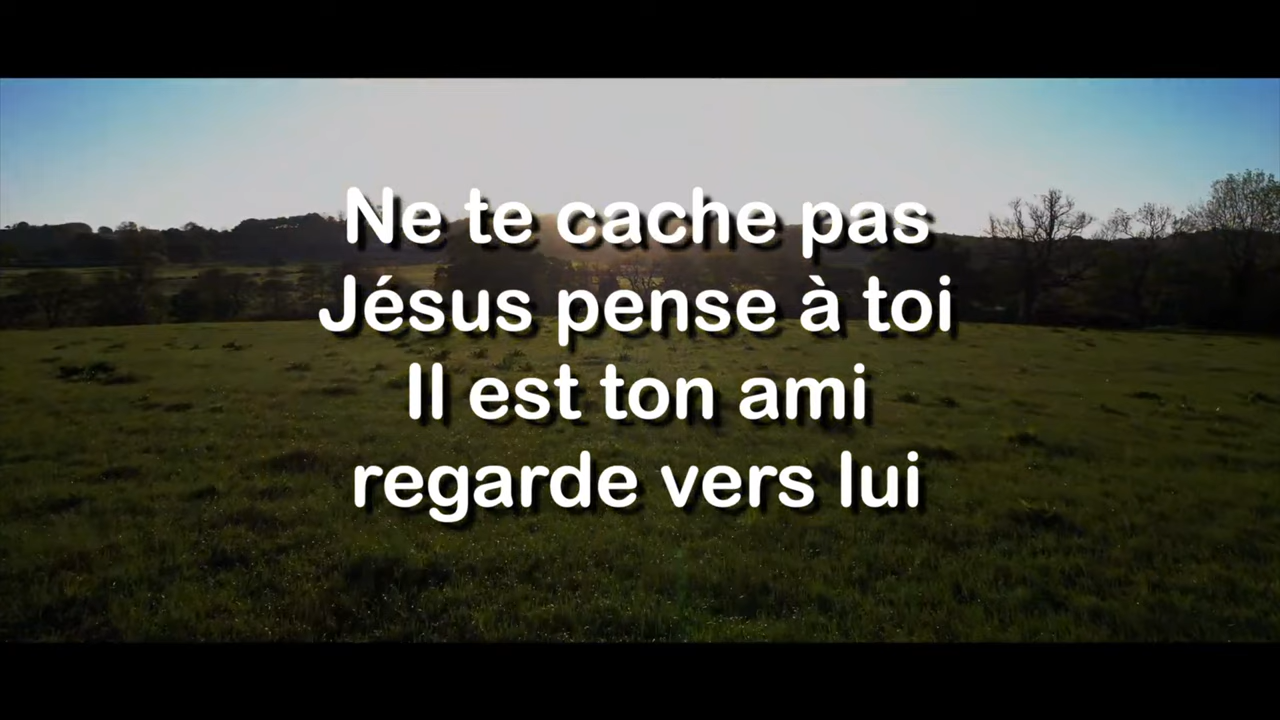 Ne te cache pas
Jésus pense à toi
Il est ton ami
regarde vers lui